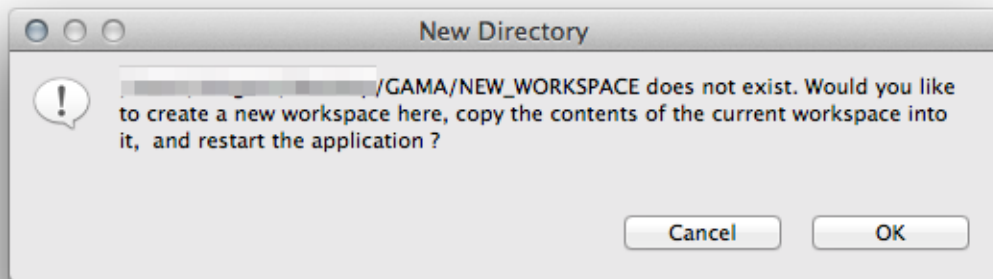 New Directory
/GAMA/NEW_WORKSPACE does not exist. Would you like
to create a new workspace here, copy the contents of the current workspace into
it,  and restart the application ?
Cancel OK